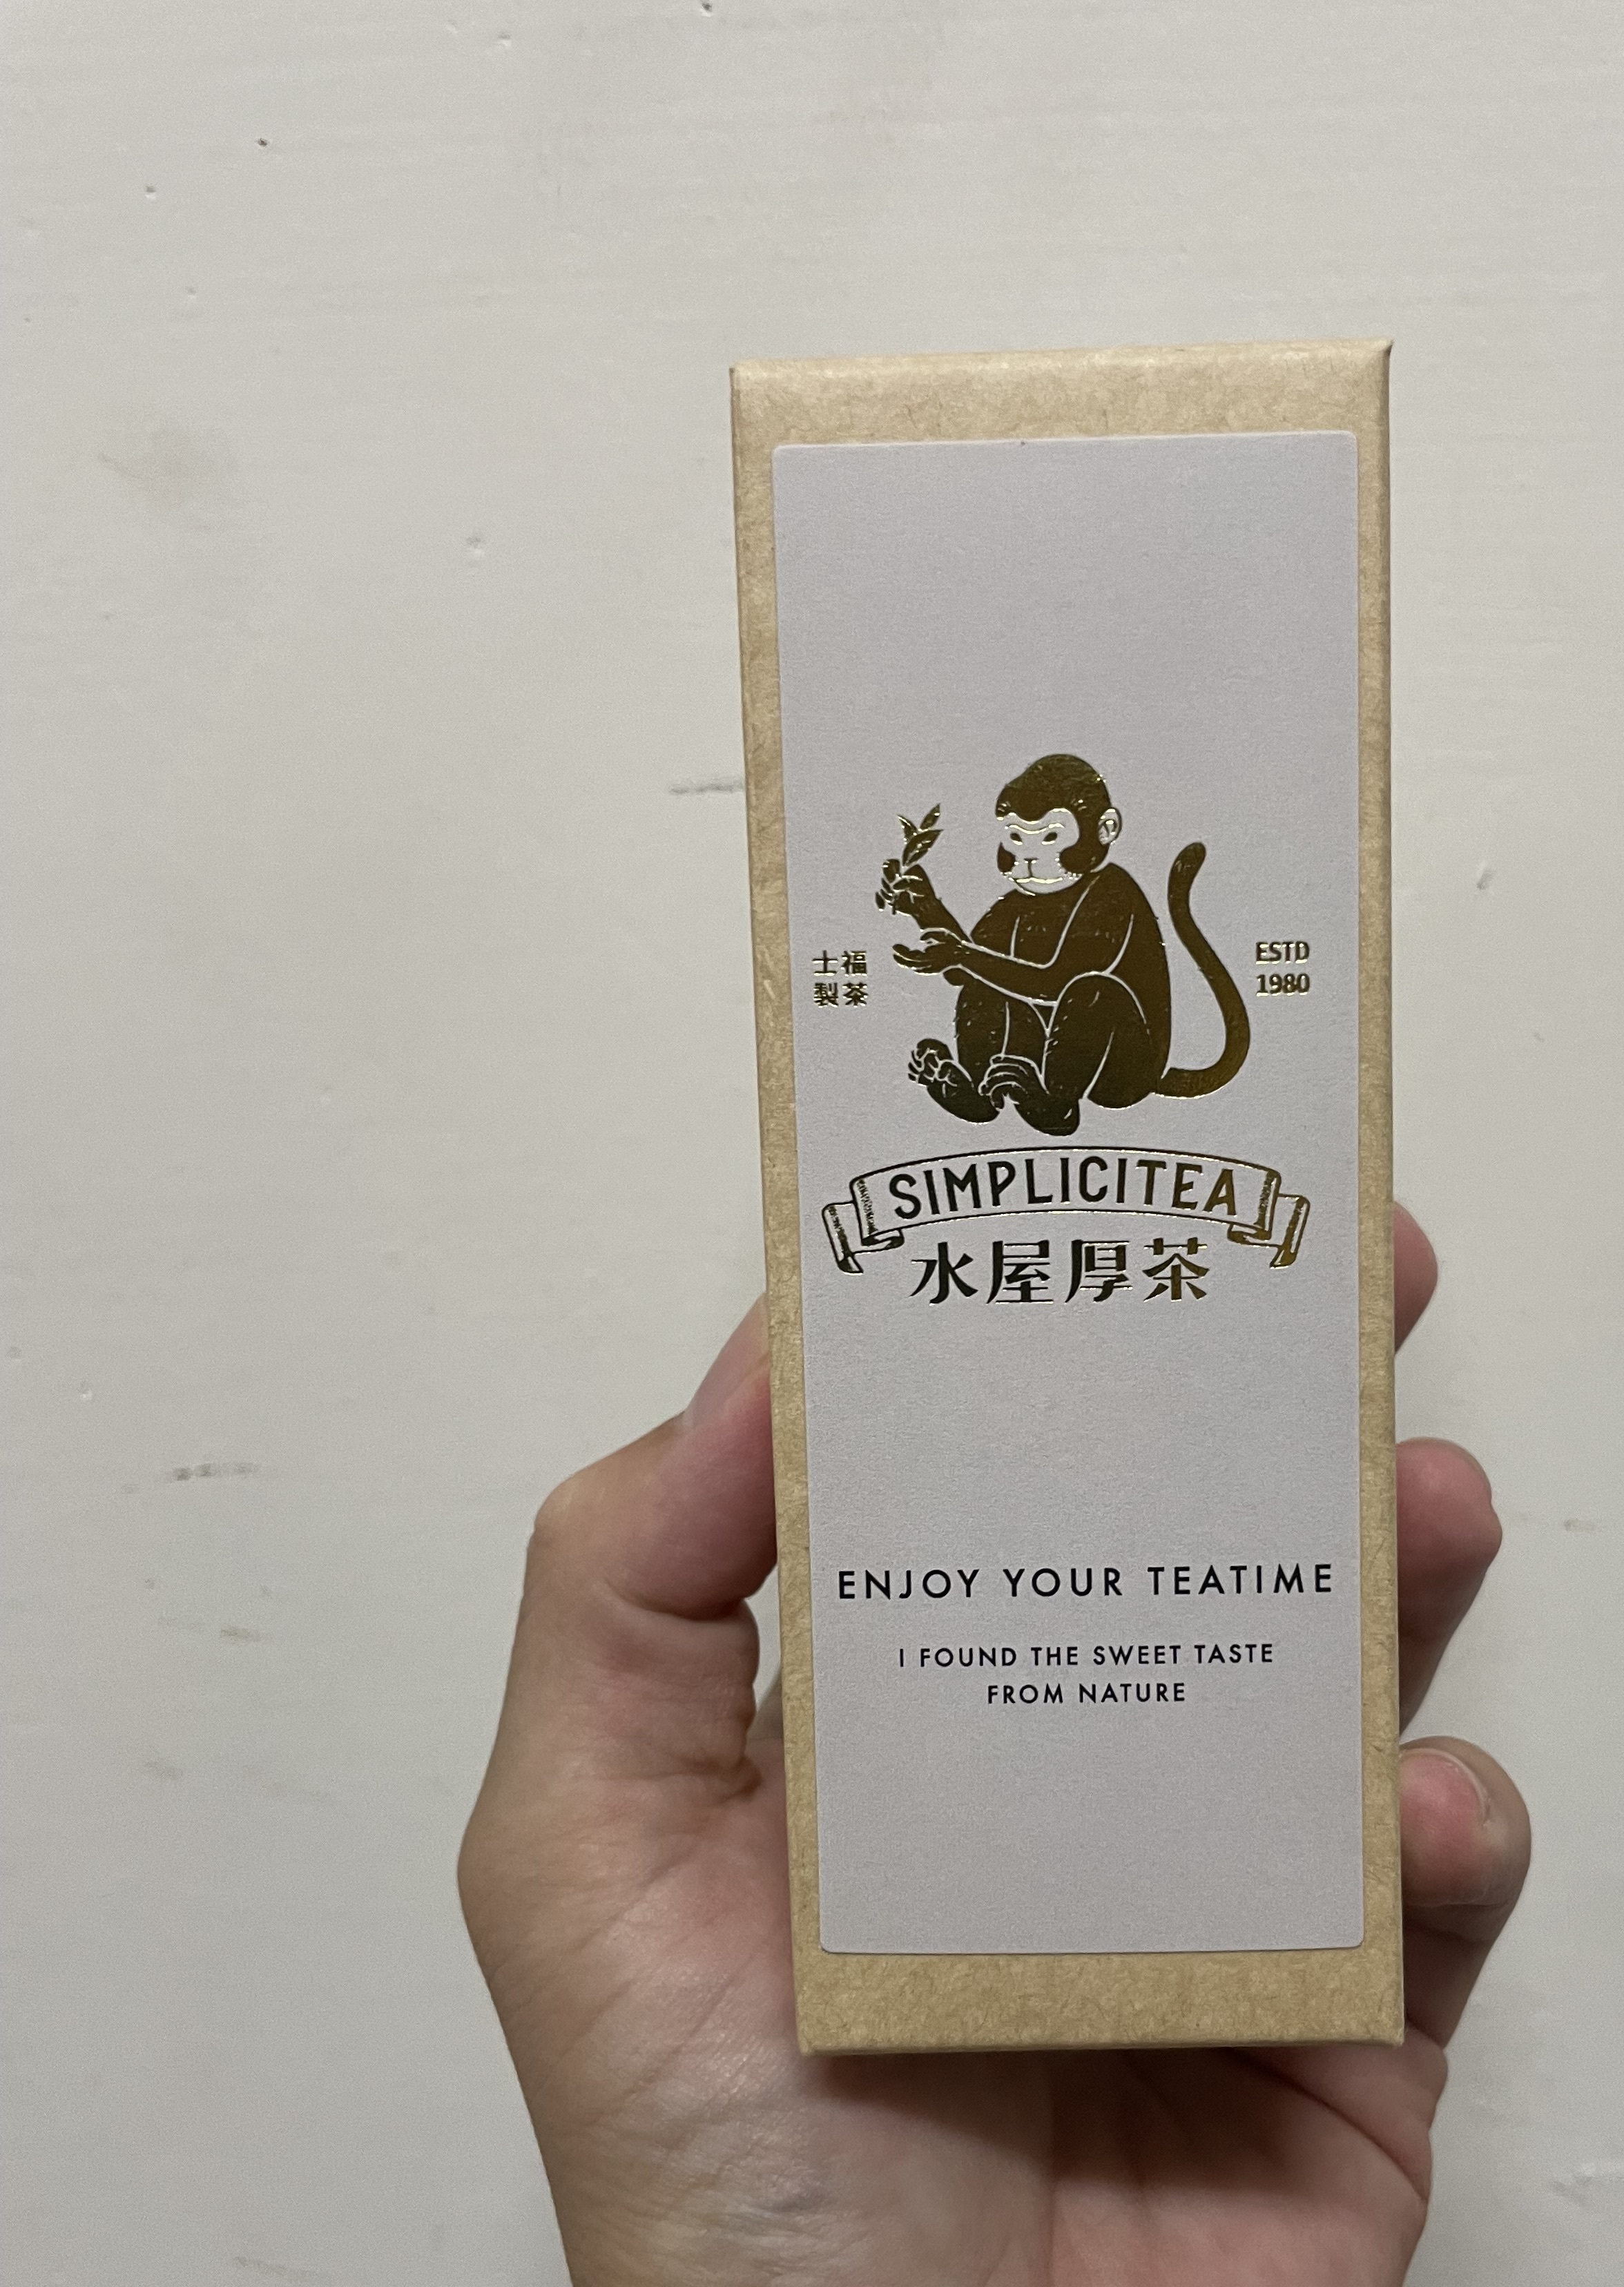 士福
製茶
ESTD
1980
SIMPLICITEA
水屋厚茶
ENJOY YOUR TEATIME
I FOUND THE SWEET TASTE
FROM NATURE